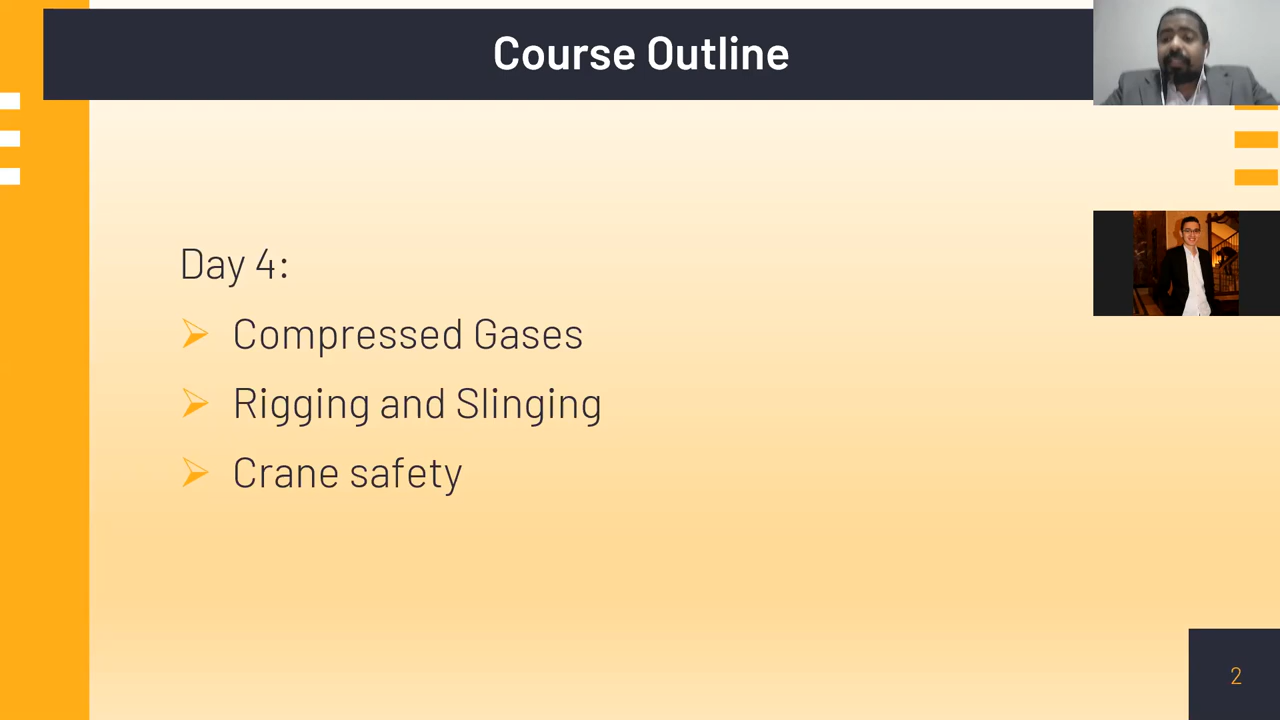 Course Outline
Day 4:
Compressed Gases
Rigging and Slinging
Crane safety
2